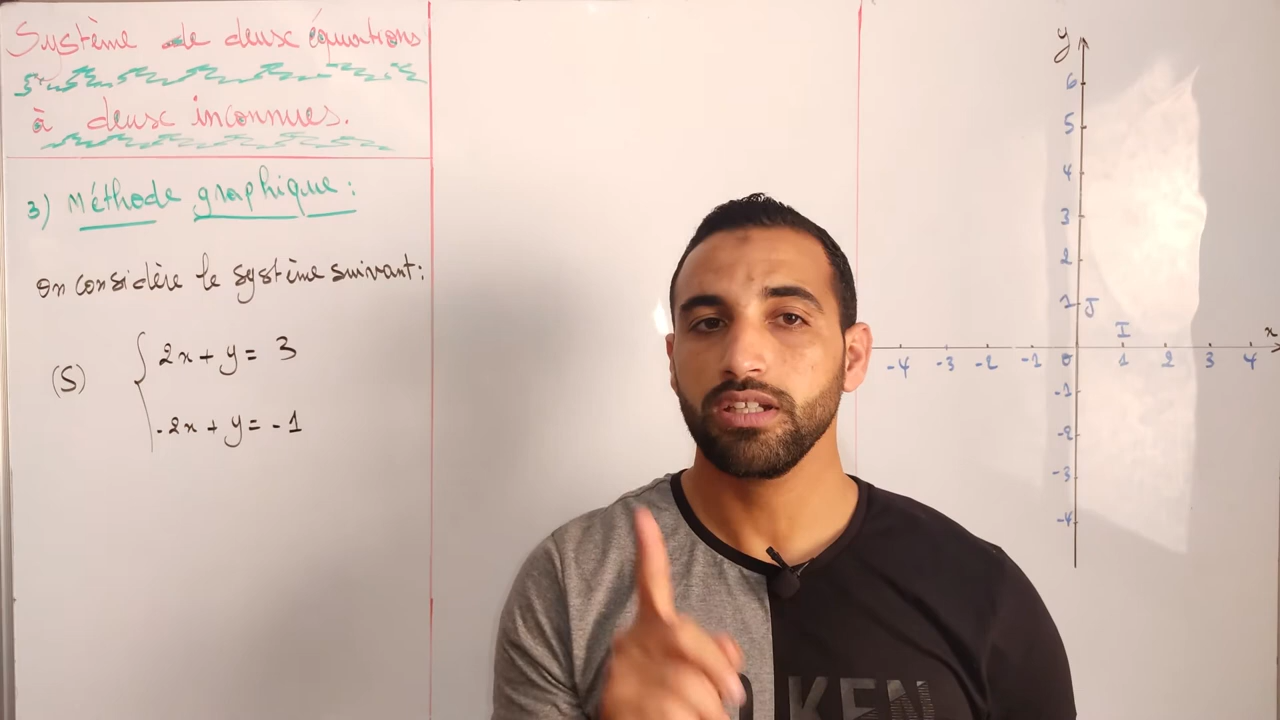 Système de deux équations
à deux inconnues.
3) Méthode graphique :
On considère le système suivant :
(S)
2x + y = 3
-2x + y = -1
y
6
5
4
3
2
1 J
I
x
-4 -3 -2 -1 0 1 2 3 4
-1
-2
-3
-4
KEN